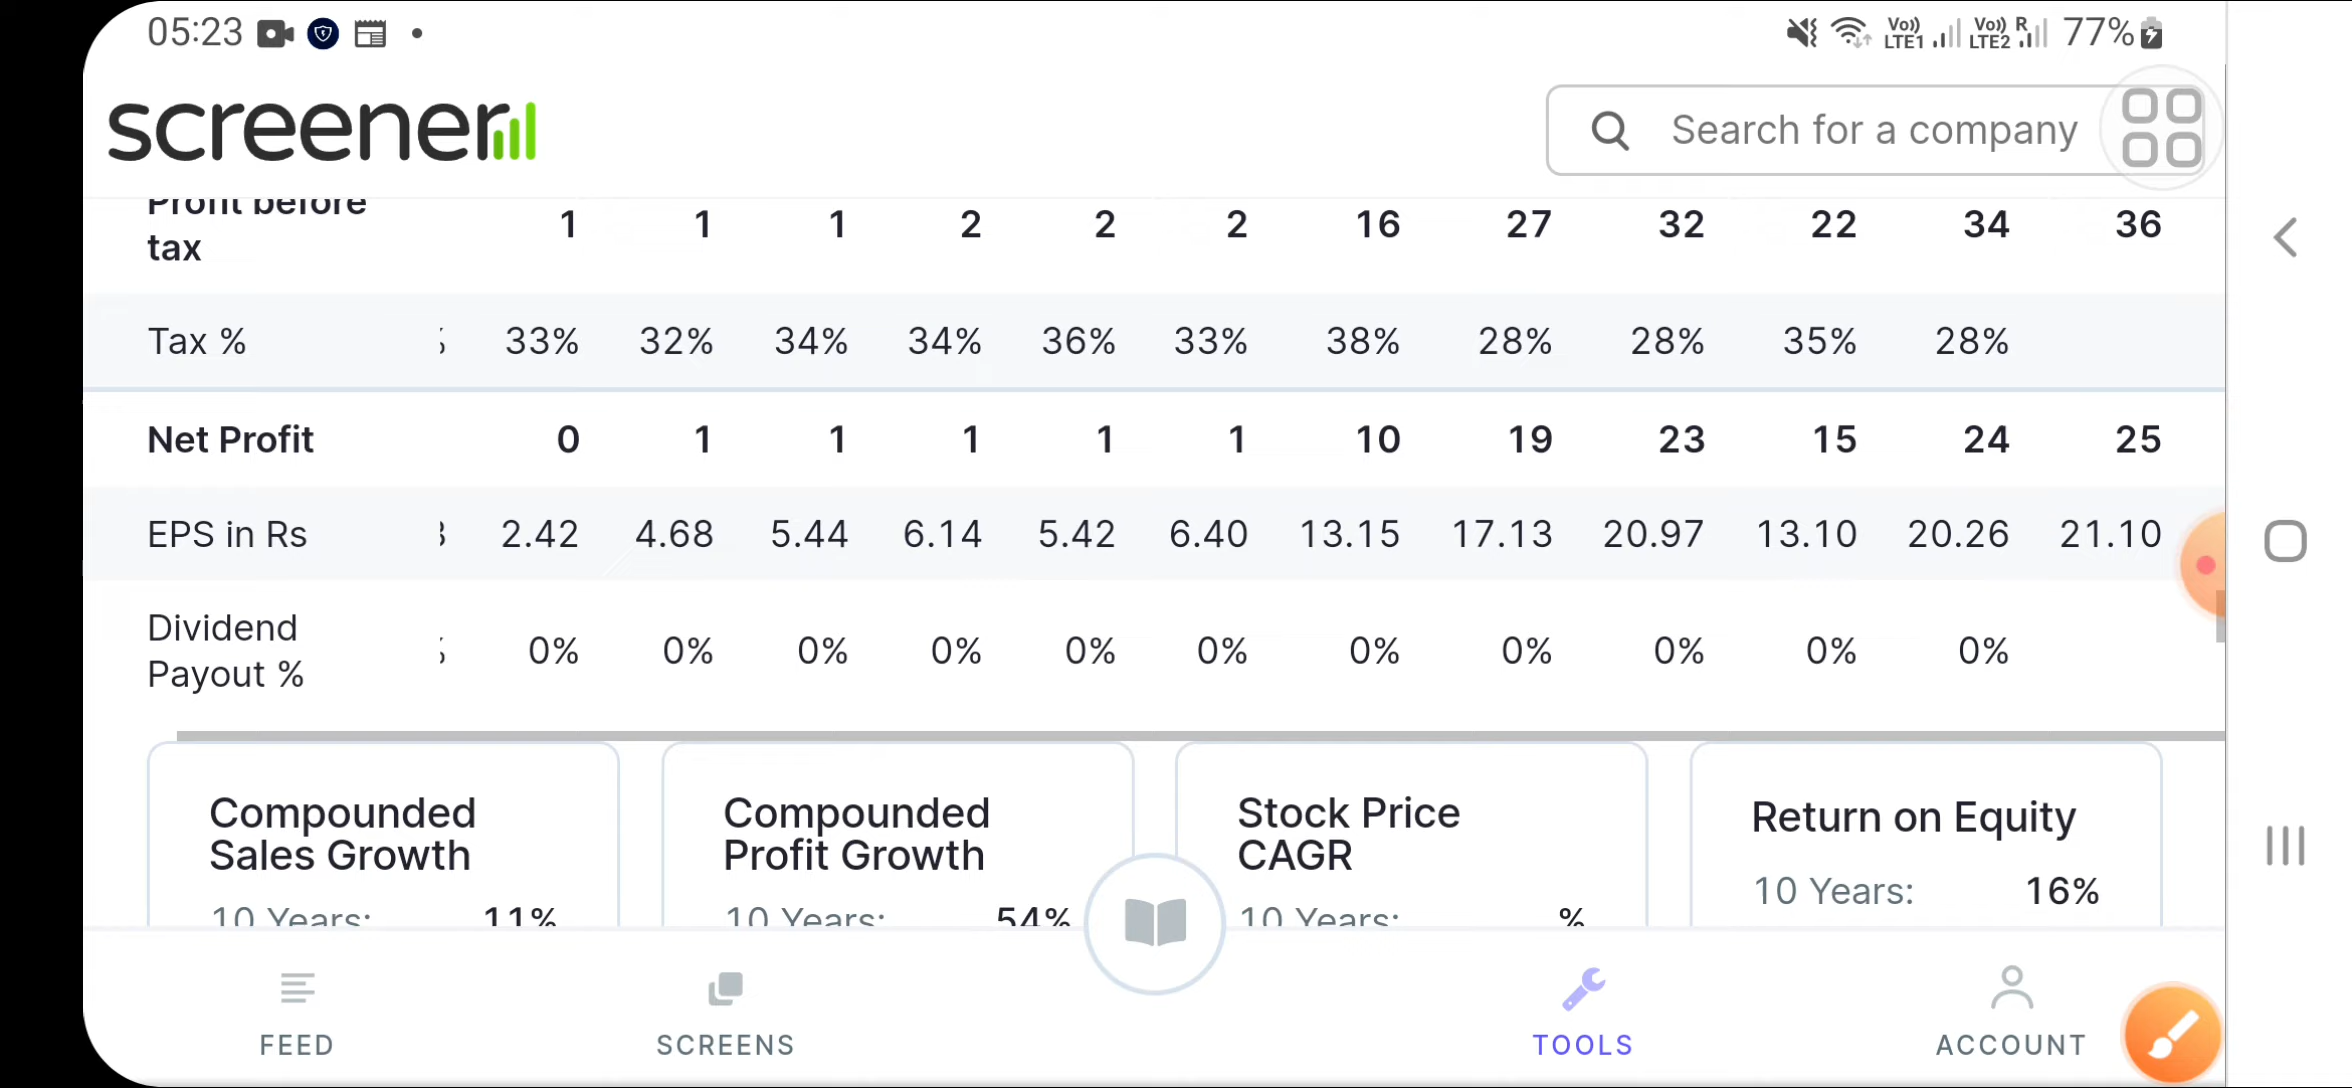 05:23 Vo)) LTE1 Vo)) LTE2 R 77%
screener Search for a company
Profit before tax 1 1 1 2 2 2 16 27 32 22 34 36
Tax % 33% 32% 34% 34% 36% 33% 38% 28% 28% 35% 28%
Net Profit 0 1 1 1 1 1 10 19 23 15 24 25
EPS in Rs 2.42 4.68 5.44 6.14 5.42 6.40 13.15 17.13 20.97 13.10 20.26 21.10
Dividend Payout % 0% 0% 0% 0% 0% 0% 0% 0% 0% 0% 0%
Compounded Sales Growth
10 Years: 11%
Compounded Profit Growth
10 Years: 54%
Stock Price CAGR
10 Years: %
Return on Equity
10 Years: 16%
FEED SCREENS TOOLS ACCOUNT